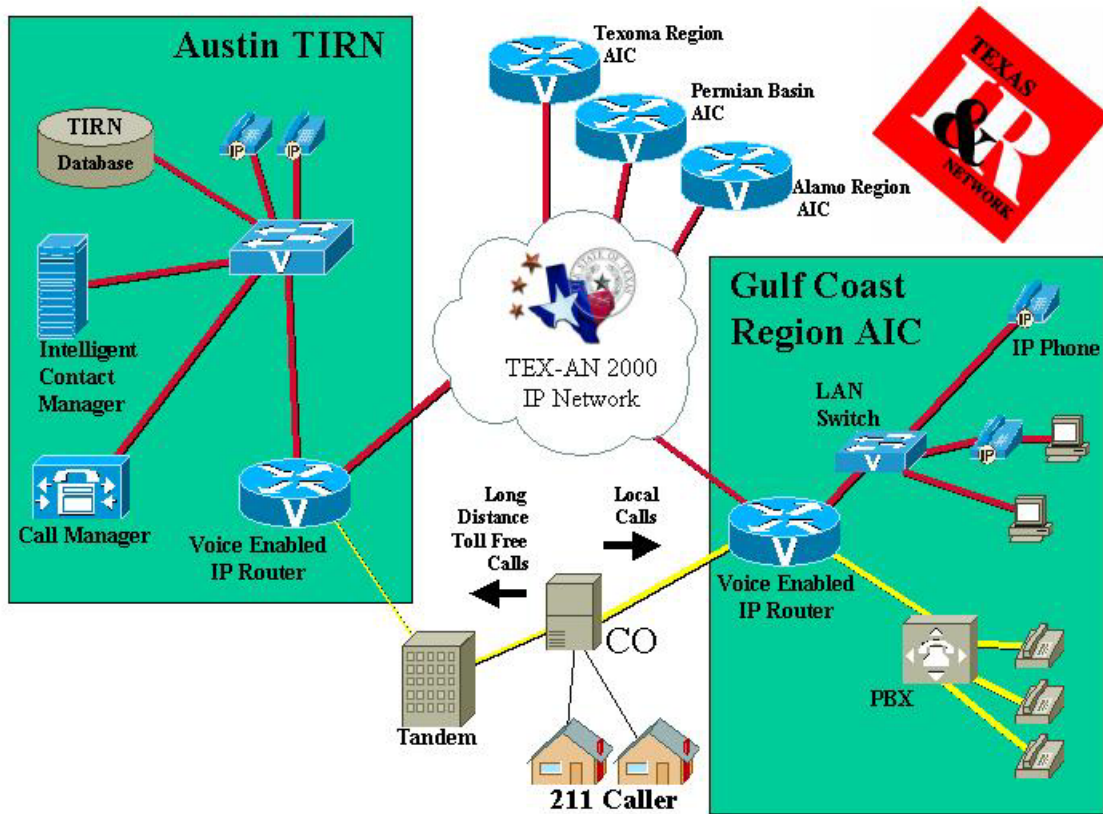 Austin TIRN
TIRN
Database
IP
IP
V
Intelligent
Contact
Manager
Call Manager
V
Voice Enabled
IP Router
Texoma Region
AIC
V
Permian Basin
AIC
V
Alamo Region
AIC
V
TEXAS
I&R
NETWORK
STATE OF TEXAS
TEX-AN 2000
IP Network
Gulf Coast
Region AIC
IP
IP Phone
LAN
Switch
V
IP
V
Voice Enabled
IP Router
PBX
Long
Distance
Toll Free
Calls
Local
Calls
CO
Tandem
211 Caller